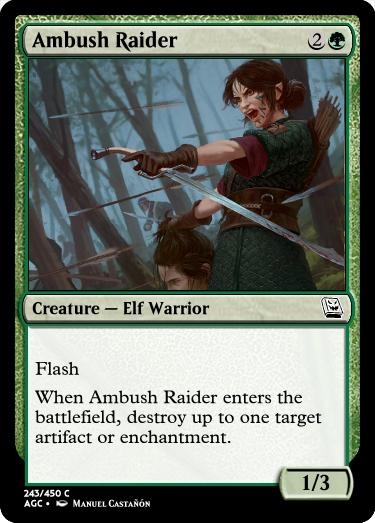 Ambush Raider 2
Creature — Elf Warrior
Flash
When Ambush Raider enters the
battlefield, destroy up to one target
artifact or enchantment.
1/3
243/450 C
AGC • Manuel Castañón